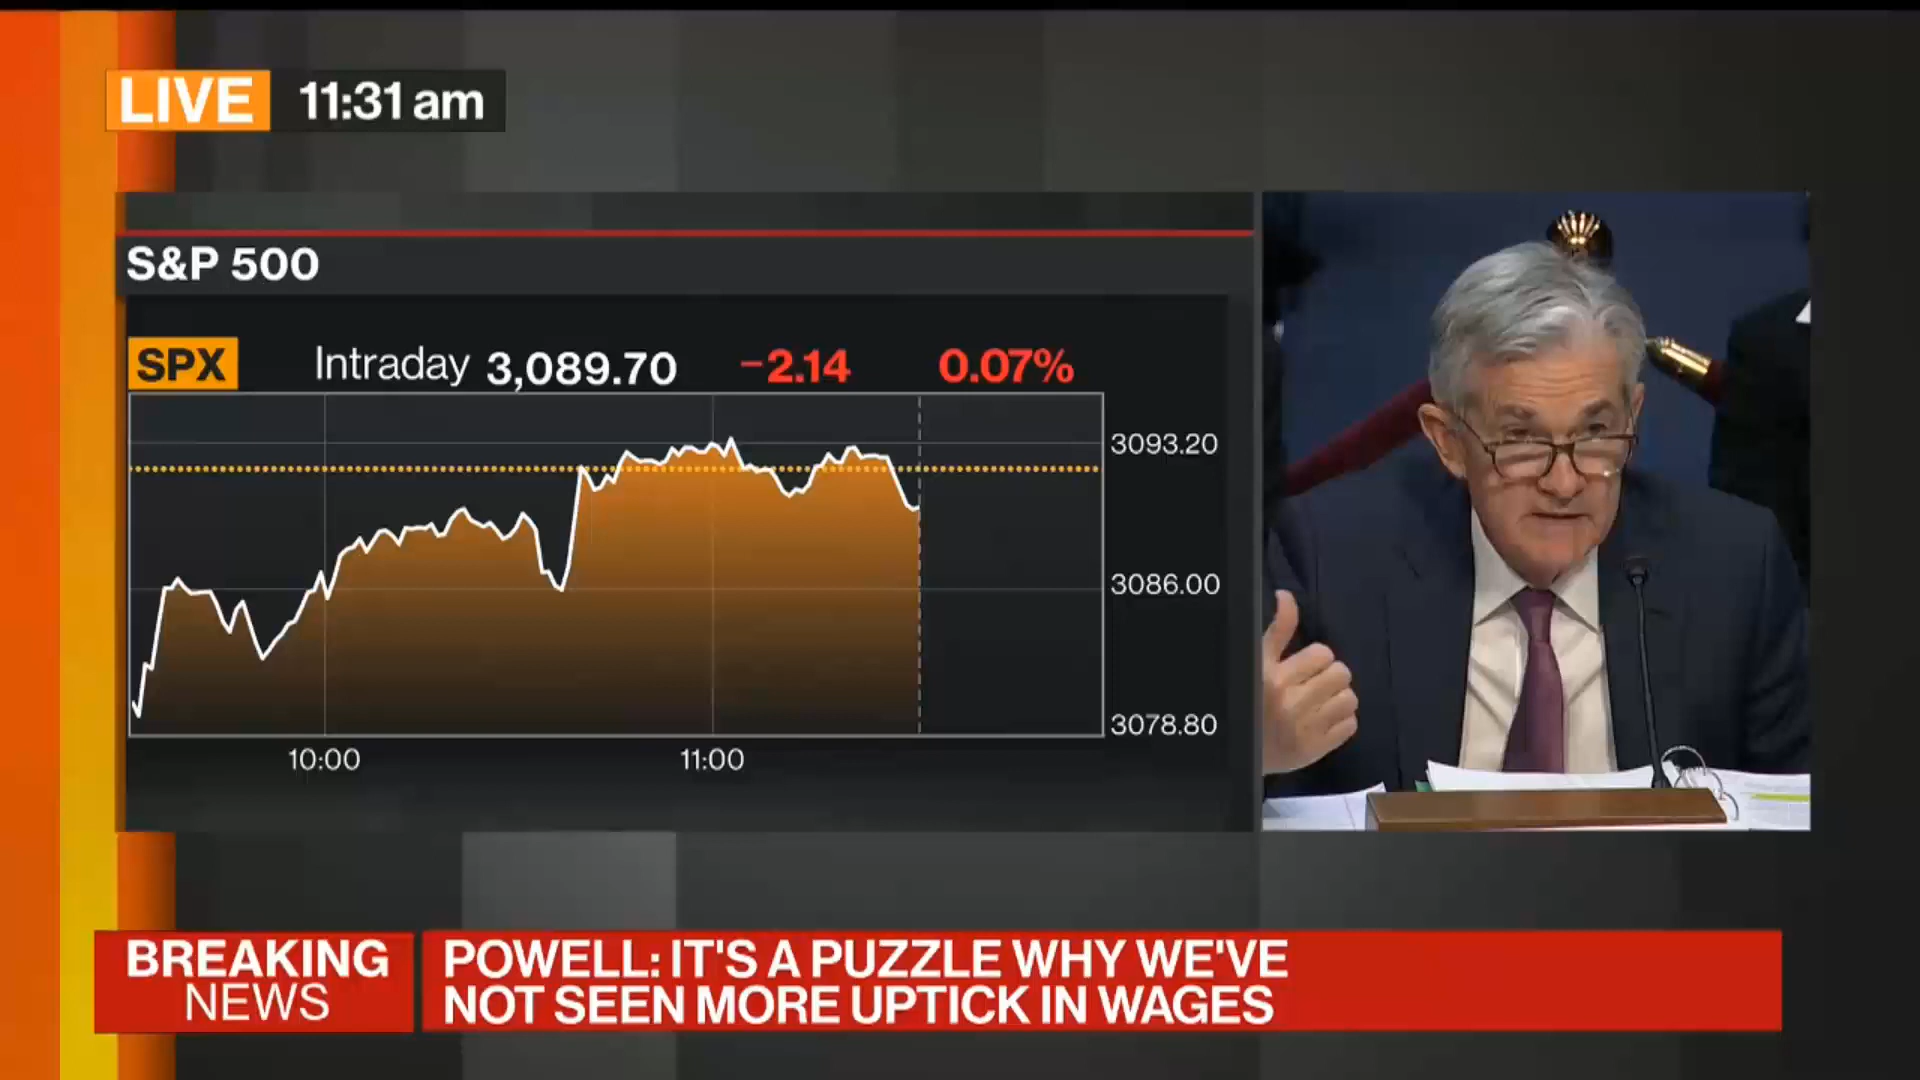 LIVE 11:31 am
S&P 500
SPX Intraday 3,089.70 -2.14 0.07%
3093.20
3086.00
3078.80
10:00 11:00
BREAKING NEWS
POWELL: IT'S A PUZZLE WHY WE'VE
NOT SEEN MORE UPTICK IN WAGES